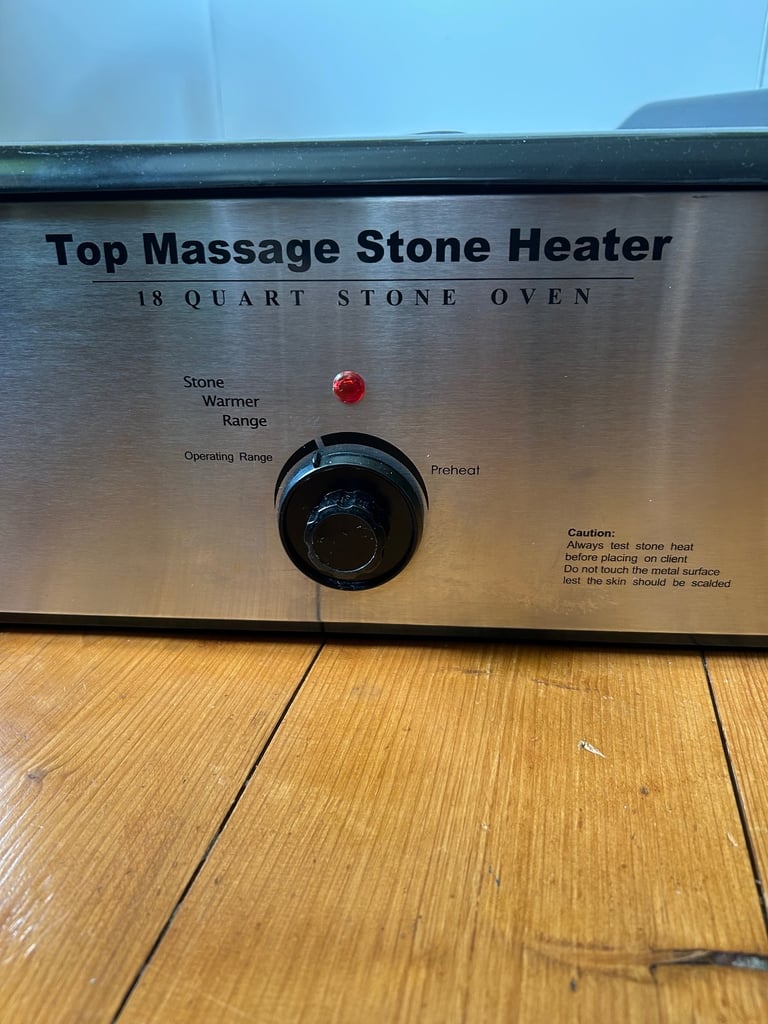 Top Massage Stone Heater
18 QUART STONE OVEN
Stone
Warmer
Range
Operating Range
Preheat
Caution:
Always test stone heat
before placing on client
Do not touch the metal surface
lest the skin should be scalded